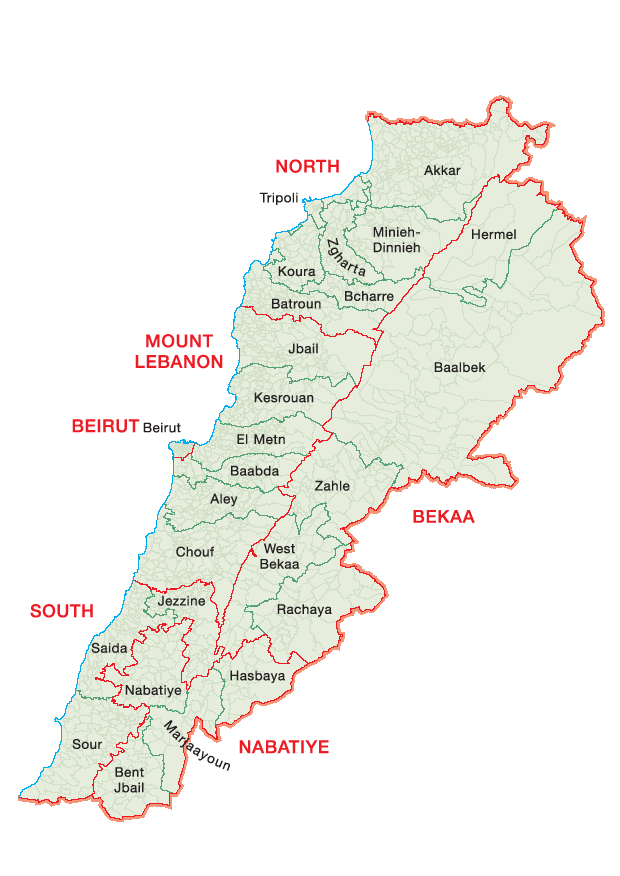 NORTH
Akkar
Tripoli
Minieh-
Dinnieh
Hermel
Zgharta
Koura
Bcharre
Batroun
MOUNT
LEBANON
Jbail
Baalbek
Kesrouan
BEIRUT
Beirut
El Metn
Baabda
Zahle
Aley
BEKAA
Chouf
West
Bekaa
Jezzine
SOUTH
Rachaya
Saida
Hasbaya
Nabatiye
Marjaayoun
Sour
NABATIYE
Bent
Jbail